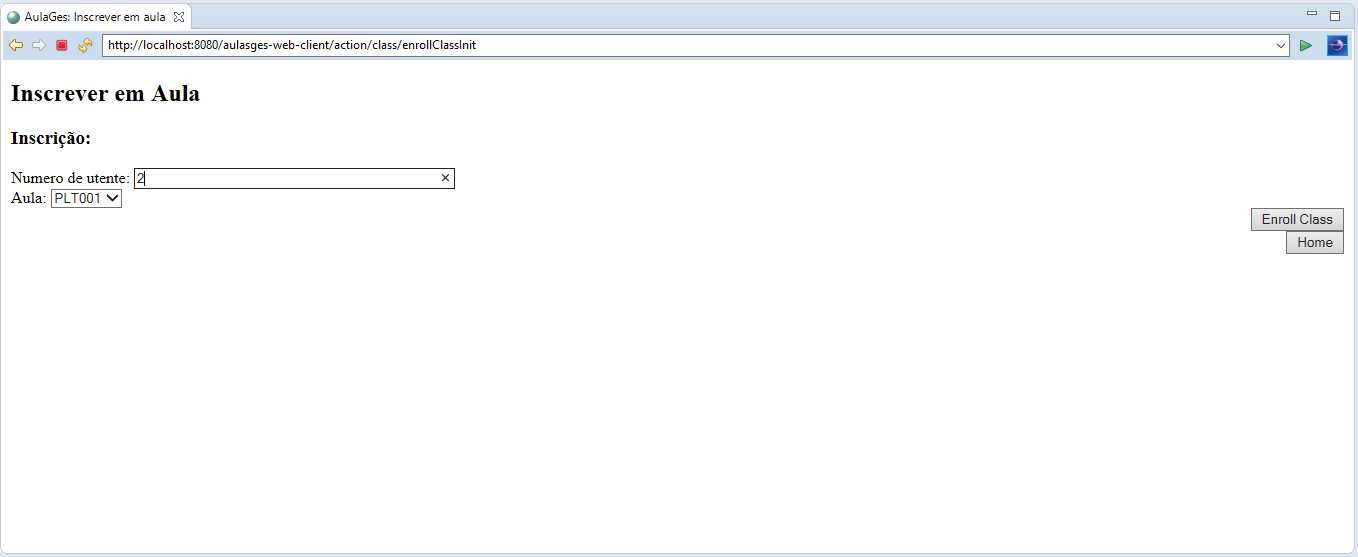 AulaGes: Inscrever em aula
http://localhost:8080/aulasges-web-client/action/class/enrollClassInit
Inscrever em Aula
Inscrição:
Numero de utente: 2
Aula: PLT001
Enroll Class
Home